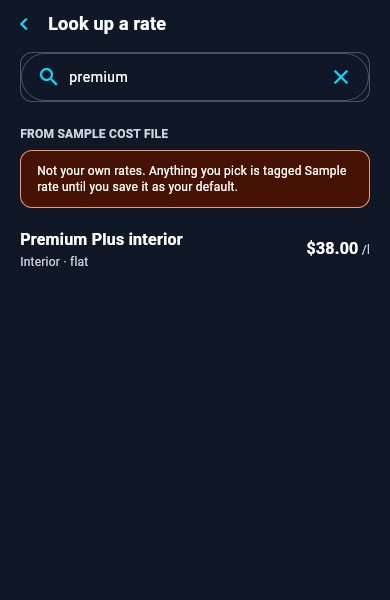 Look up a rate
premium
FROM SAMPLE COST FILE
Not your own rates. Anything you pick is tagged Sample
rate until you save it as your default.
Premium Plus interior
$38.00 /l
Interior · flat